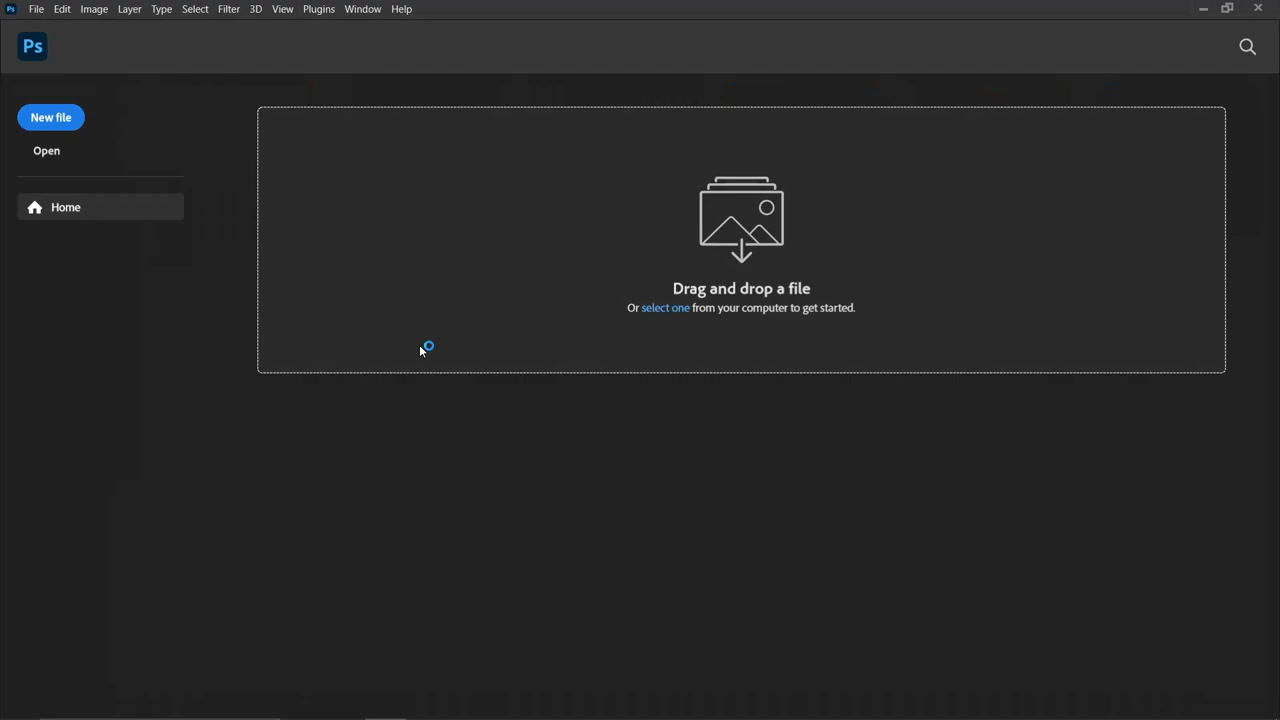 Ps File Edit Image Layer Type Select Filter 3D View Plugins Window Help
Ps
New file
Open
Home
Drag and drop a file
Or select one from your computer to get started.